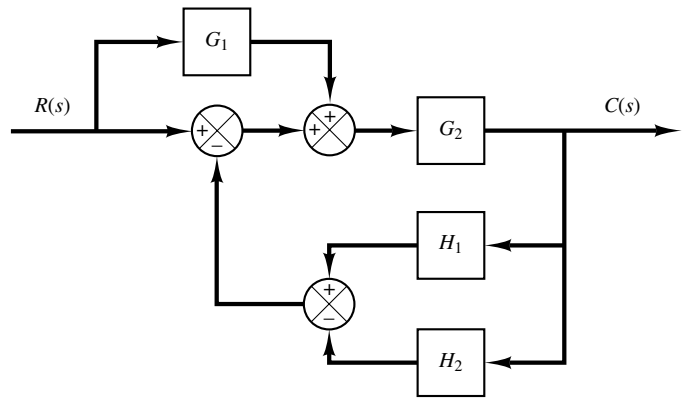 G₁
R(s)
C(s)
+
+
+
−
G₂
H₁
+
−
H₂